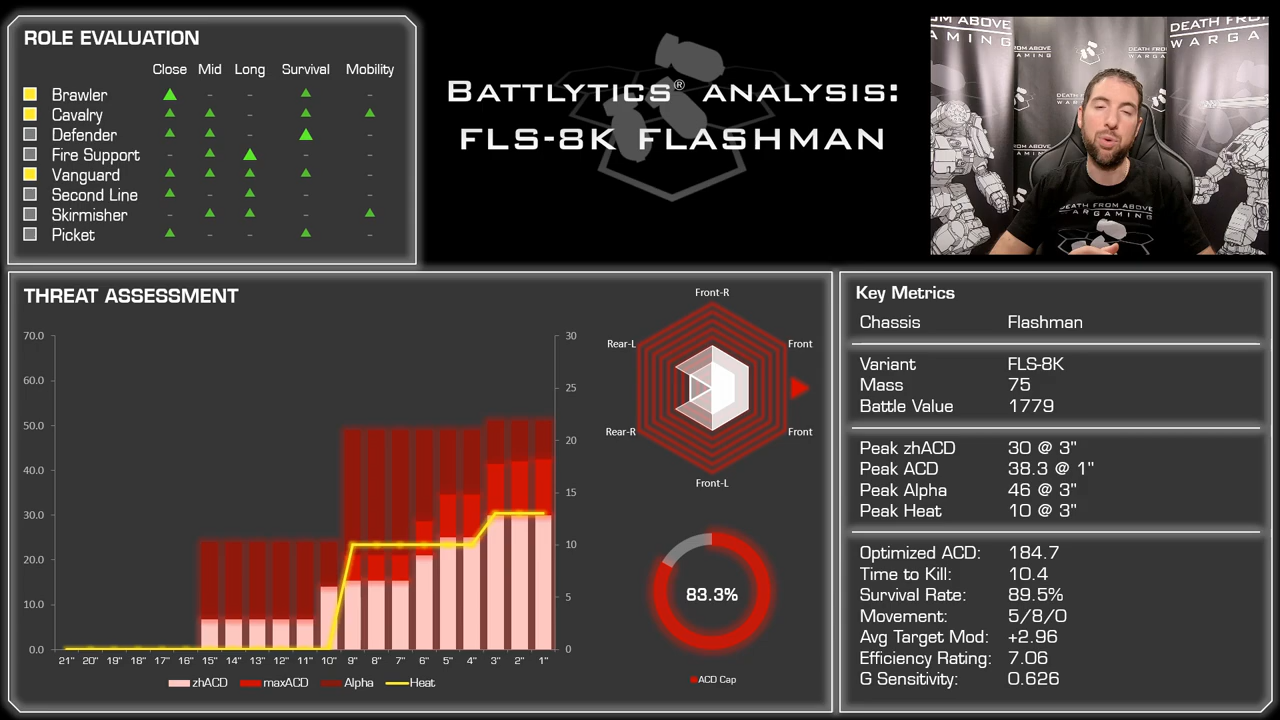 ROLE EVALUATION
Close Mid Long Survival Mobility
Brawler - - -
Cavalry -
Defender - -
Fire Support - - -
Vanguard -
Second Line - - -
Skirmisher - -
Picket - - -
BATTLYTICS® ANALYSIS:
FLS-8K FLASHMAN
DEATH FROM ABOVE
WARGAMING
THREAT ASSESSMENT
70.0 30
60.0 25
50.0 20
40.0
30.0 15
20.0 10
10.0 5
0.0 0
21" 20" 19" 18" 17" 16" 15" 14" 13" 12" 11" 10" 9" 8" 7" 6" 5" 4" 3" 2" 1"
zhACD maxACD Alpha Heat
Front-R
Rear-L Front
Rear-R Front
Front-L
83.3%
ACD Cap
Key Metrics
Chassis Flashman
Variant FLS-8K
Mass 75
Battle Value 1779
Peak zhACD 30 @ 3"
Peak ACD 38.3 @ 1"
Peak Alpha 46 @ 3"
Peak Heat 10 @ 3"
Optimized ACD: 184.7
Time to Kill: 10.4
Survival Rate: 89.5%
Movement: 5/8/0
Avg Target Mod: +2.96
Efficiency Rating: 7.06
G Sensitivity: 0.626